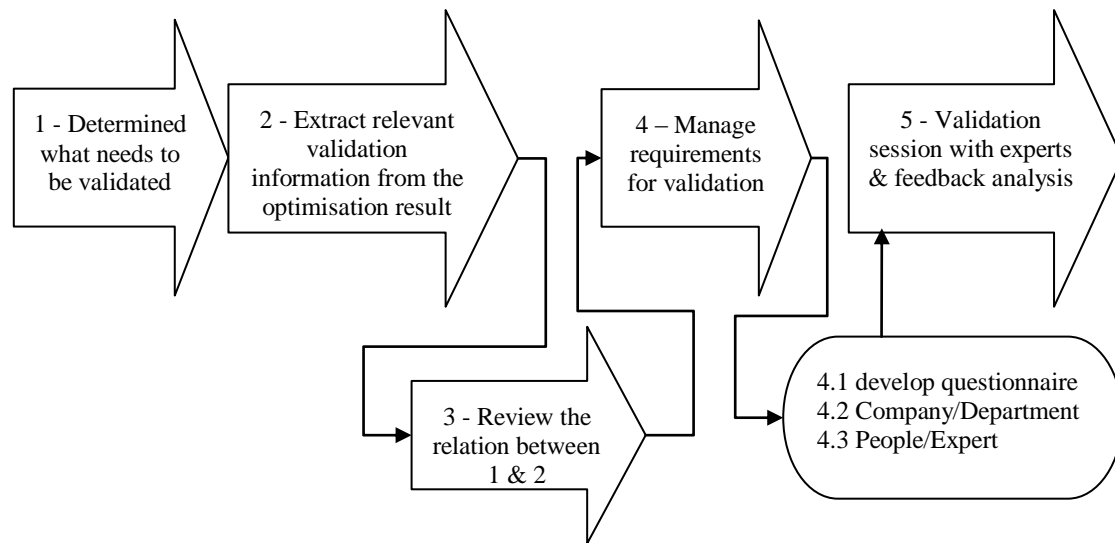 1 - Determined
what needs to
be validated
2 - Extract relevant
validation
information from the
optimisation result
3 - Review the
relation between
1 & 2
4 – Manage
requirements
for validation
4.1 develop questionnaire
4.2 Company/Department
4.3 People/Expert
5 - Validation
session with experts
& feedback analysis